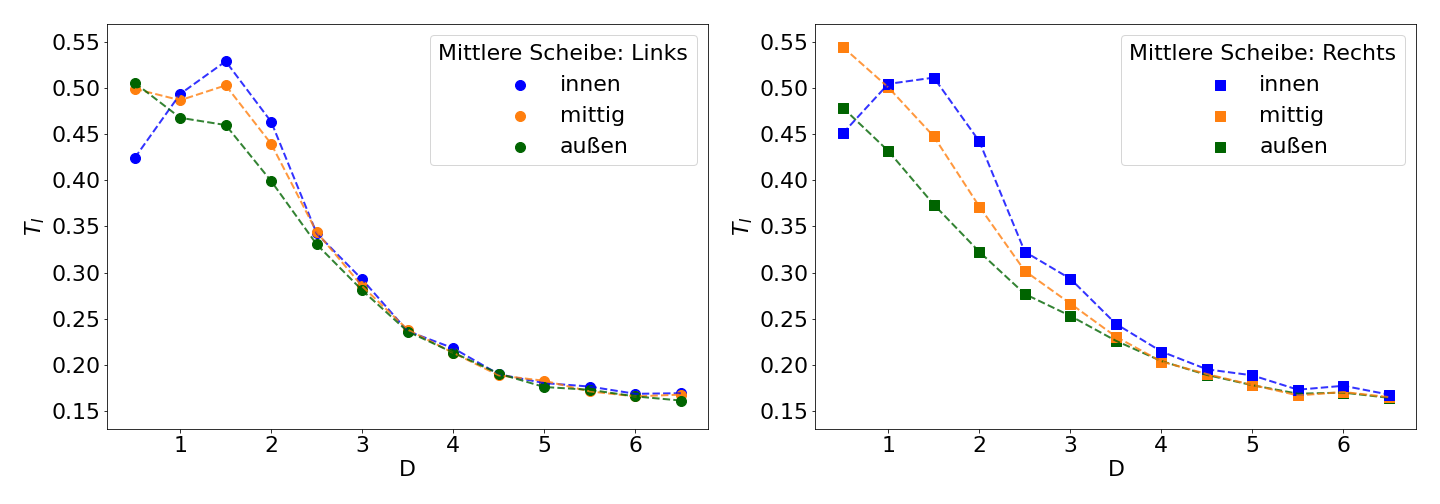 Mittlere Scheibe: Links
innen
mittig
außen
0.55
0.50
0.45
0.40
0.35
0.30
0.25
0.20
0.15
T_I
1 2 3 4 5 6
D
Mittlere Scheibe: Rechts
innen
mittig
außen
0.55
0.50
0.45
0.40
0.35
0.30
0.25
0.20
0.15
T_I
1 2 3 4 5 6
D